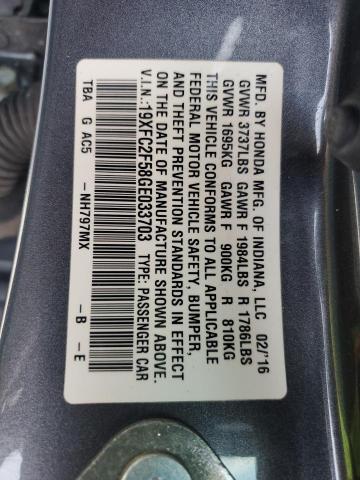 MFD. BY HONDA MFG. OF INDIANA, LLC 02/'16
GVWR 3737LBS GAWR F 1984LBS R 1786LBS
GVWR 1695KG GAWR F 900KG R 810KG
THIS VEHICLE CONFORMS TO ALL APPLICABLE
FEDERAL MOTOR VEHICLE SAFETY, BUMPER,
AND THEFT PREVENTION STANDARDS IN EFFECT
ON THE DATE OF MANUFACTURE SHOWN ABOVE.
V.I.N.:19XFC2F58GE033703 TYPE: PASSENGER CAR
TBA G AC5 -NH797MX -B -E